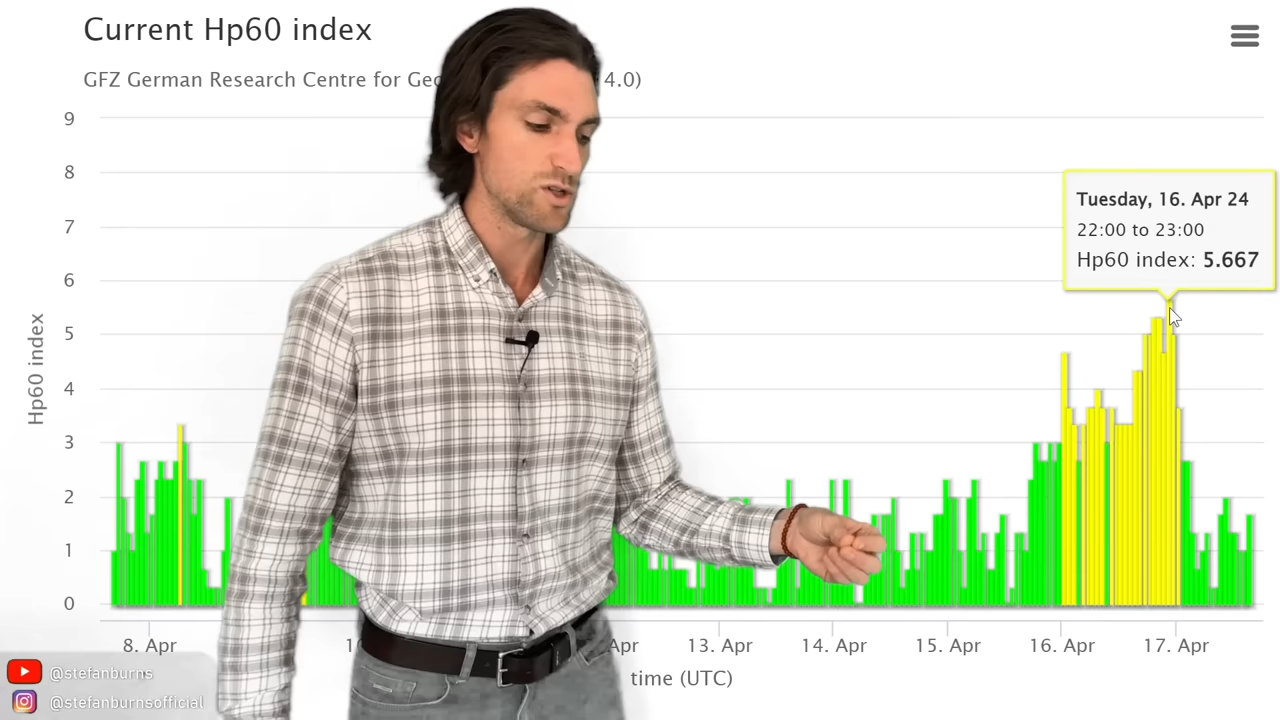 Current Hp60 index
GFZ German Research Centre for 4.0)
9
8
7
6
5
4
3
2
1
0
Hp60 index
Tuesday, 16. Apr 24
22:00 to 23:00
Hp60 index: 5.667
8. Apr
Apr
13. Apr
14. Apr
15. Apr
16. Apr
17. Apr
time (UTC)
@stefanburns
@stefanburnsofficial